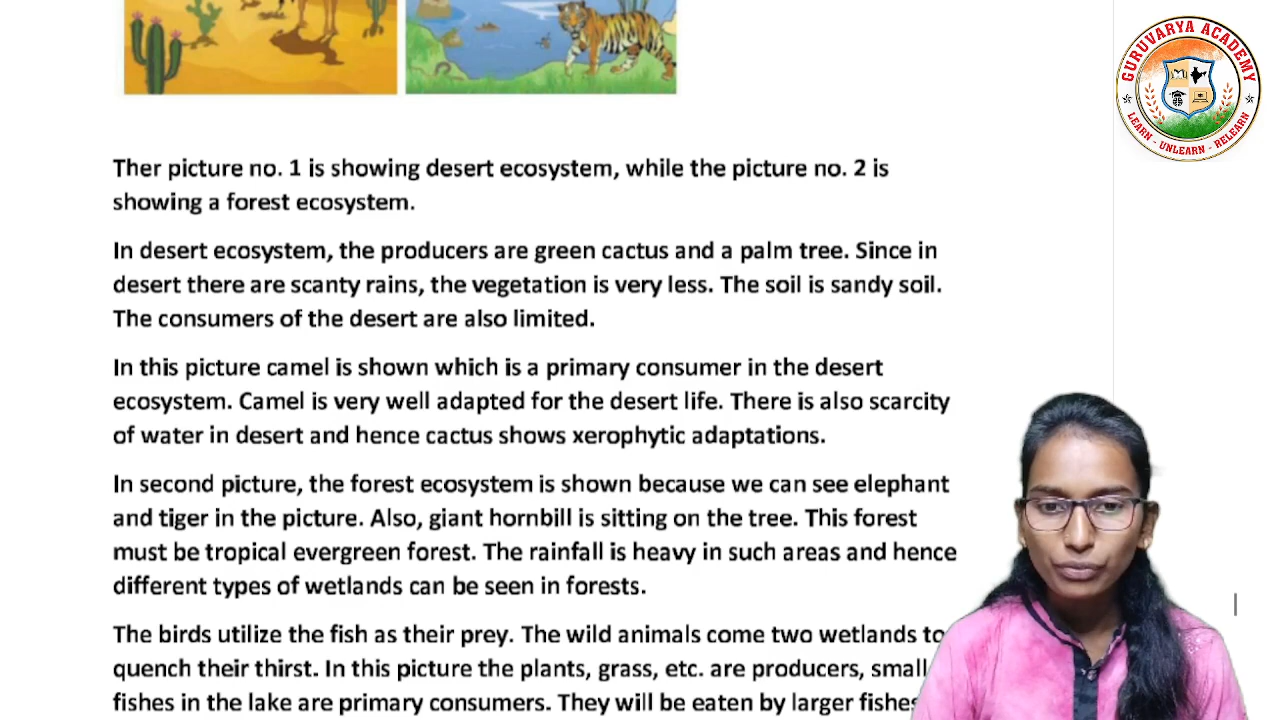 GURUVARYA ACADEMY
LEARN - UNLEARN - RELEARN
Ther picture no. 1 is showing desert ecosystem, while the picture no. 2 is
showing a forest ecosystem.
In desert ecosystem, the producers are green cactus and a palm tree. Since in
desert there are scanty rains, the vegetation is very less. The soil is sandy soil.
The consumers of the desert are also limited.
In this picture camel is shown which is a primary consumer in the desert
ecosystem. Camel is very well adapted for the desert life. There is also scarcity
of water in desert and hence cactus shows xerophytic adaptations.
In second picture, the forest ecosystem is shown because we can see elephant
and tiger in the picture. Also, giant hornbill is sitting on the tree. This forest
must be tropical evergreen forest. The rainfall is heavy in such areas and hence
different types of wetlands can be seen in forests.
The birds utilize the fish as their prey. The wild animals come two wetlands to
quench their thirst. In this picture the plants, grass, etc. are producers, small
fishes in the lake are primary consumers. They will be eaten by larger fishes